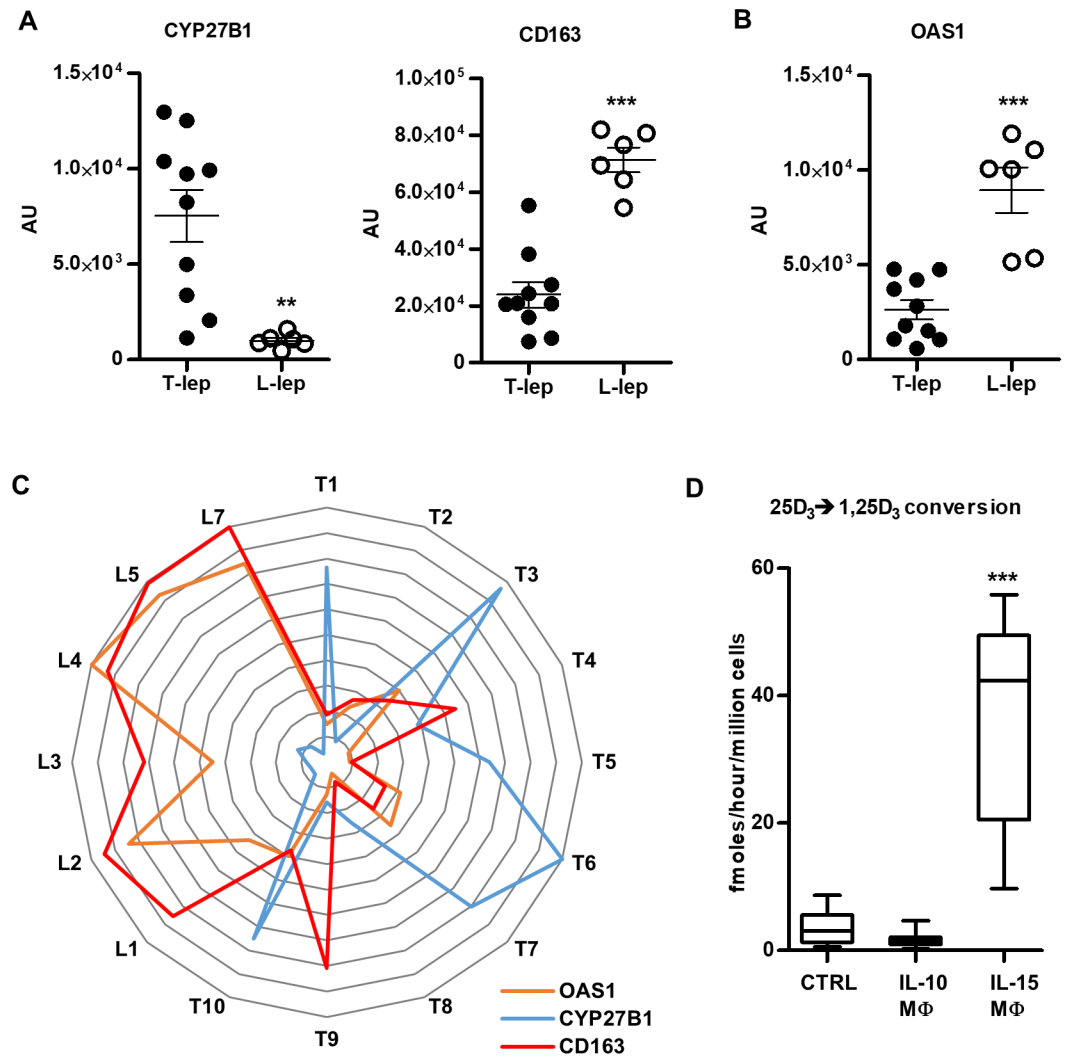 A
CYP27B1
1.5×10⁴
1.0×10⁴
5.0×10³
0
AU
**
T-lep
L-lep
CD163
1.0×10⁵
8.0×10⁴
6.0×10⁴
4.0×10⁴
2.0×10⁴
0
AU
***
T-lep
L-lep
B
OAS1
1.5×10⁴
1.0×10⁴
5.0×10³
0
AU
***
T-lep
L-lep
C
T1
T2
T3
T4
T5
T6
T7
T8
T9
T10
L1
L2
L3
L4
L5
L7
OAS1
CYP27B1
CD163
D
25D₃➔ 1,25D₃ conversion
60
40
20
0
fmoles/hour/million cells
***
CTRL
IL-10
MΦ
IL-15
MΦ